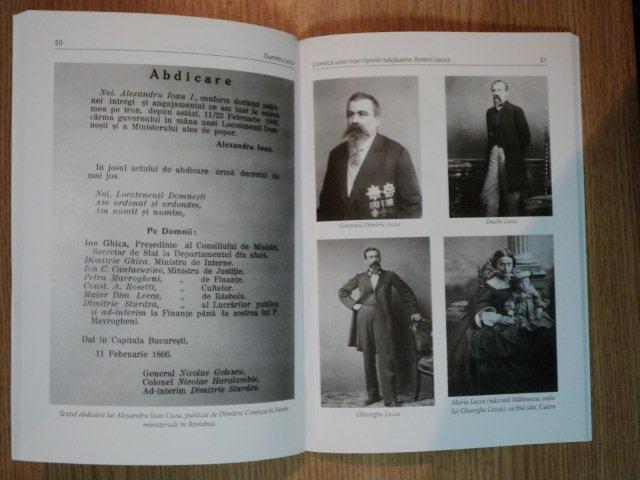 50
Dumitru Lecca
Abdicare
Noi, Alexandru Ioan I, conform dorinței națiu-
nei întregi și angajamentul ce am luat la suirea
mea pe tron, depun astăzi, 11/23 Februarie 1866,
cârma guvernului în mâna unei Locotenenți Dom-
nești și a Ministerului ales de popor.
Alexandru Ioan.
In josul actului de abdicare urmă decretul de
mai jos.
Noi, Locotenenți Domnești
Am ordonat și ordonăm,
Am numit și numim,
Pe Domnii:
Ion Ghica, Președinte al Consiliului de Miniștri,
Secretar de Stat la Departamentul din afară.
Dimitrie Ghica, Ministru de Interne.
Ion C. Cantacuzino, Ministru de Justiție.
Petru Mavrogheni, „ de Finanțe.
Const. A. Rosetti, „ Cultelor.
Maior Dim. Lecca, „ de Răsboiu.
Dimitrie Sturdza, „ al Lucrărilor publice
și ad-interim la Finanțe până la sosirea lui P.
Mavrogheni.
Dat în Capitala București,
11 Februarie 1866.
General Nicolae Golescu,
Colonel Nicolae Haralambie,
Ad-interim Dimitrie Sturdza.
Textul abdicării lui Alexandru Ioan Cuza, publicat de Dimitrie Costescu în
ministeriale în România
Cronica unei mari familii băcăuane. Boierii Lecca
51
Generalul Dimitrie Lecca
Enache Lecca
Gheorghe Lecca
Maria Lecca (născută Mălinescu, soția
lui Gheorghe Lecca), cu fiul său, Caton